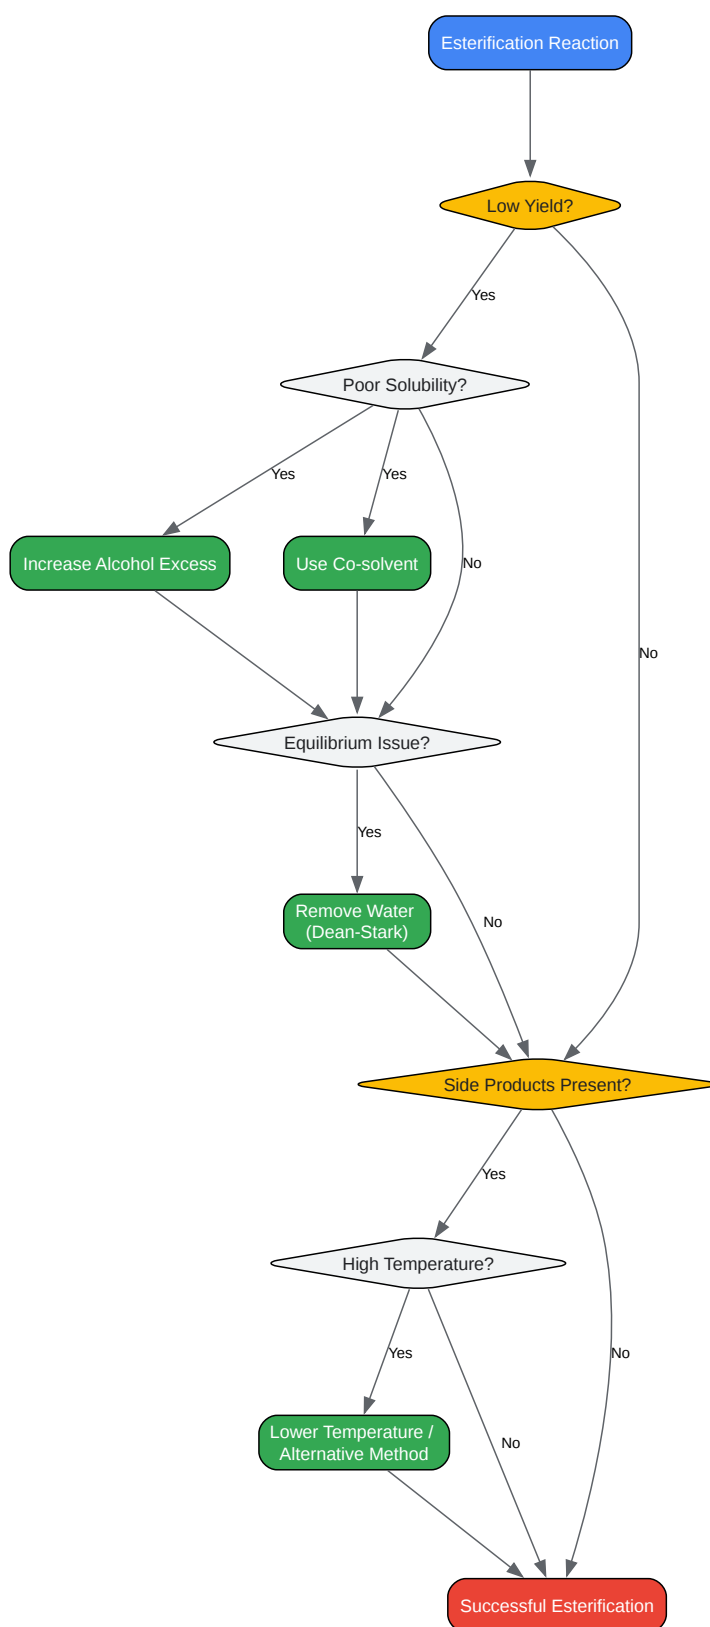 Esterification Reaction
Low Yield?
Yes
Poor Solubility?
Yes
Yes
Increase Alcohol Excess
Use Co-solvent
No
No
Equilibrium Issue?
Yes
Remove Water
(Dean-Stark)
No
Side Products Present?
Yes
High Temperature?
Yes
No
Lower Temperature /
Alternative Method
No
Successful Esterification